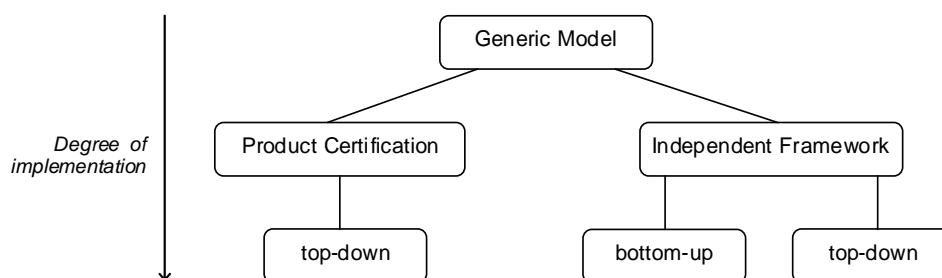 Generic Model
Degree of
implementation
Product Certification
Independent Framework
top-down
bottom-up
top-down